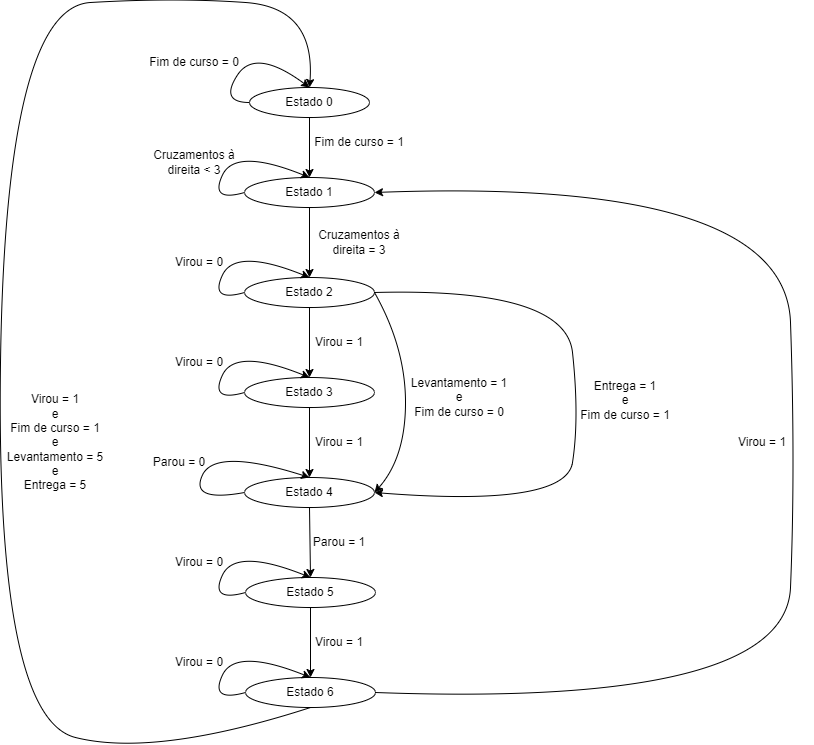 Fim de curso = 0
Estado 0
Fim de curso = 1
Cruzamentos à
direita < 3
Estado 1
Cruzamentos à
direita = 3
Virou = 0
Estado 2
Virou = 1
Virou = 0
Estado 3
Levantamento = 1
e
Fim de curso = 0
Entrega = 1
e
Fim de curso = 1
Virou = 1
e
Fim de curso = 1
e
Levantamento = 5
e
Entrega = 5
Virou = 1
Virou = 1
Parou = 0
Estado 4
Parou = 1
Virou = 0
Estado 5
Virou = 1
Virou = 0
Estado 6